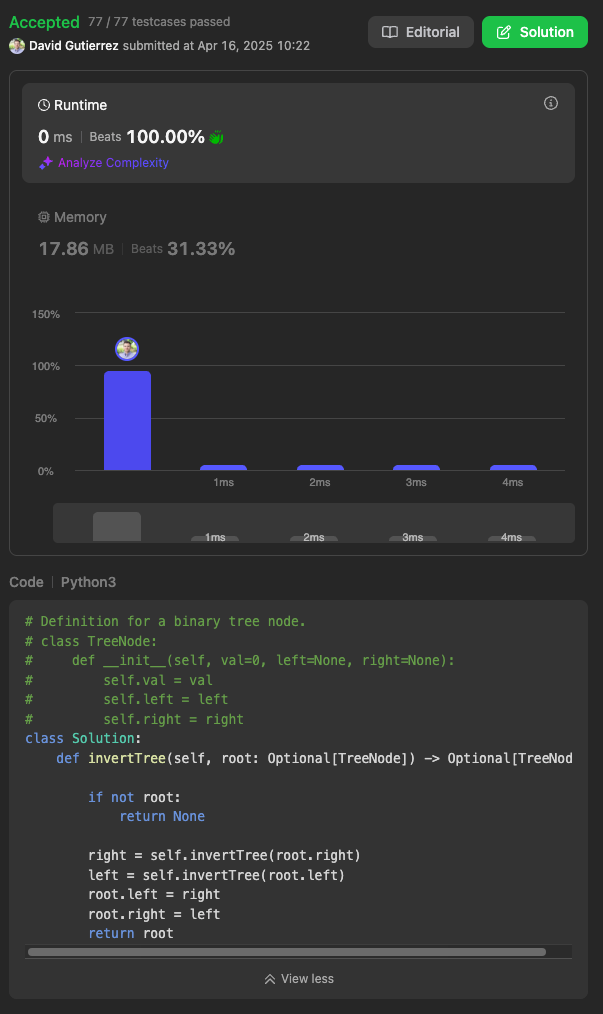 Accepted 77 / 77 testcases passed
David Gutierrez submitted at Apr 16, 2025 10:22
Editorial
Solution
Runtime
0 ms | Beats 100.00%
Analyze Complexity
Memory
17.86 MB | Beats 31.33%
150%
100%
50%
0%
1ms 2ms 3ms 4ms
1ms 2ms 3ms 4ms
Code | Python3
# Definition for a binary tree node.
# class TreeNode:
#     def __init__(self, val=0, left=None, right=None):
#         self.val = val
#         self.left = left
#         self.right = right
class Solution:
    def invertTree(self, root: Optional[TreeNode]) -> Optional[TreeNod
        if not root:
            return None
        right = self.invertTree(root.right)
        left = self.invertTree(root.left)
        root.left = right
        root.right = left
        return root
View less